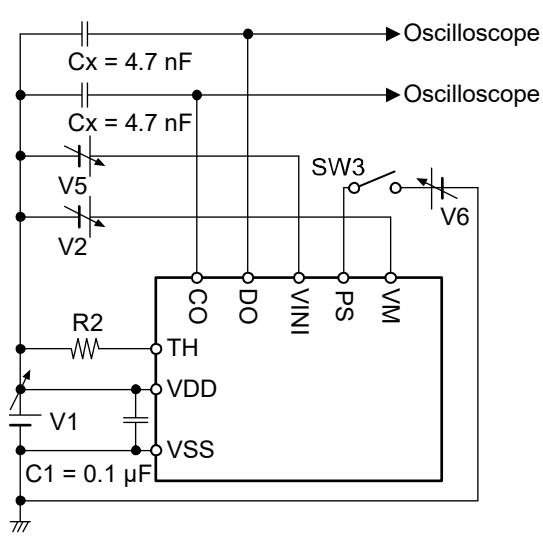 Oscilloscope
Cx = 4.7 nF
Oscilloscope
Cx = 4.7 nF
SW3
V5
V6
V2
CO
DO
VINI
PS
VM
R2
TH
VDD
V1
VSS
C1 = 0.1 µF